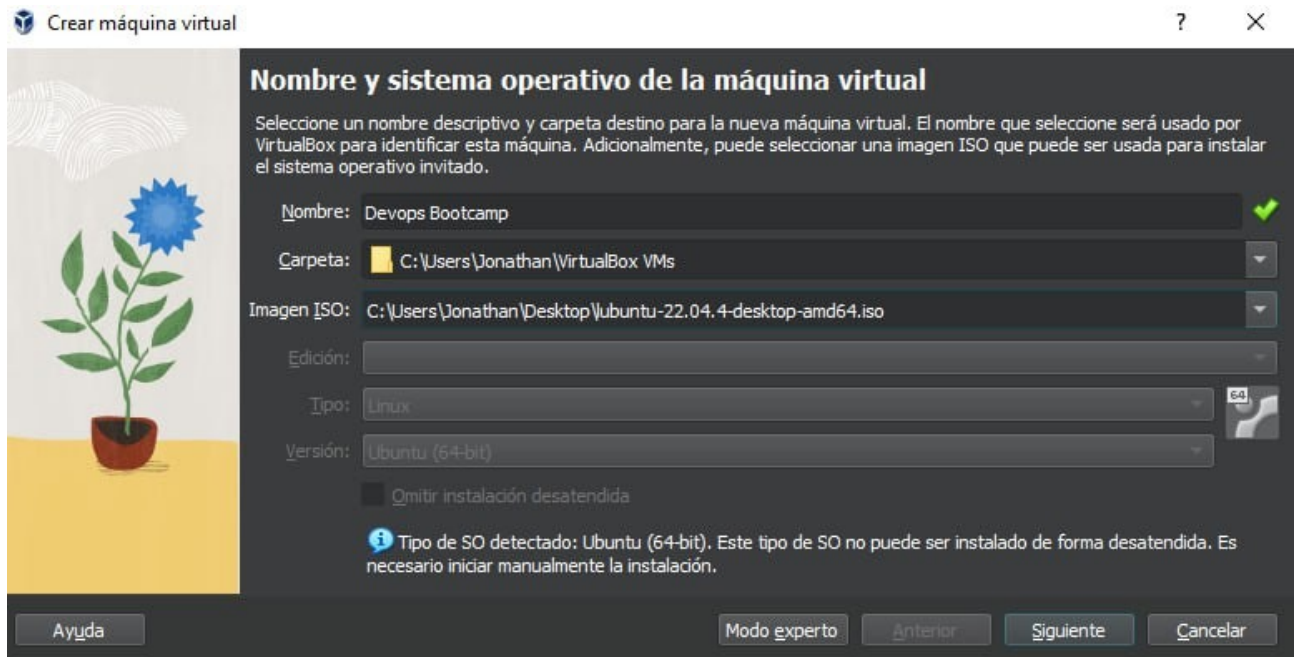 Crear máquina virtual
? X
Nombre y sistema operativo de la máquina virtual
Seleccione un nombre descriptivo y carpeta destino para la nueva máquina virtual. El nombre que seleccione será usado por
VirtualBox para identificar esta máquina. Adicionalmente, puede seleccionar una imagen ISO que puede ser usada para instalar
el sistema operativo invitado.
Nombre: Devops Bootcamp
Carpeta: C:\Users\Jonathan\VirtualBox VMs
Imagen ISO: C:\Users\Jonathan\Desktop\lubuntu-22.04.4-desktop-amd64.iso
Edición:
Tipo: Linux
64
Versión: Ubuntu (64-bit)
Omitir instalación desatendida
Tipo de SO detectado: Ubuntu (64-bit). Este tipo de SO no puede ser instalado de forma desatendida. Es
necesario iniciar manualmente la instalación.
Ayuda Modo experto Anterior Siguiente Cancelar